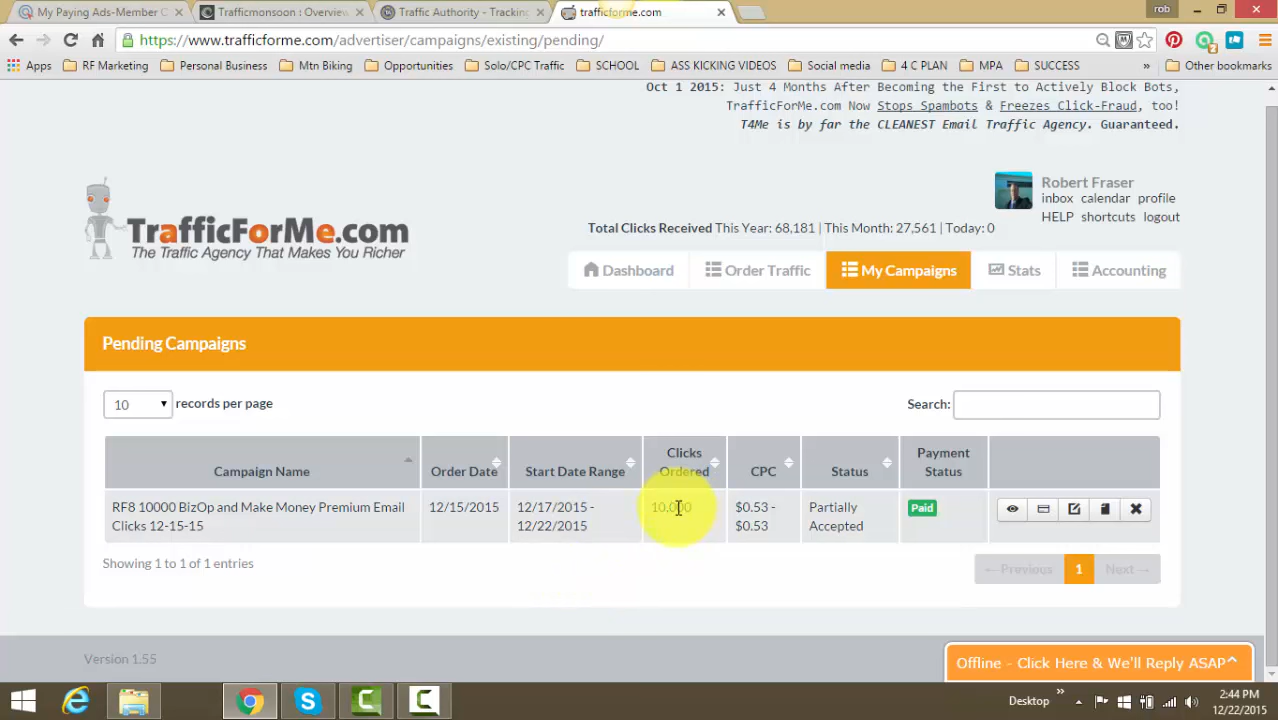 My Paying Ads-Member C
Trafficmonsoon : Overview
Traffic Authority - Tracking
trafficforme.com
rob
https://www.trafficforme.com/advertiser/campaigns/existing/pending/
Apps RF Marketing Personal Business Mtn Biking Opportunities Solo/CPC Traffic SCHOOL ASS KICKING VIDEOS Social media 4 C PLAN MPA SUCCESS » Other bookmarks
Oct 1 2015: Just 4 Months After Becoming the First to Actively Block Bots,
TrafficForMe.com Now Stops Spambots & Freezes Click-Fraud, too!
T4Me is by far the CLEANEST Email Traffic Agency. Guaranteed.
TrafficForMe.com
The Traffic Agency That Makes You Richer
Robert Fraser
inbox calendar profile
HELP shortcuts logout
Total Clicks Received This Year: 68,181 | This Month: 27,561 | Today: 0
Dashboard Order Traffic My Campaigns Stats Accounting
Pending Campaigns
10 records per page
Search:
Campaign Name Order Date Start Date Range Clicks Ordered CPC Status Payment Status
RF8 10000 BizOp and Make Money Premium Email Clicks 12-15-15 12/15/2015 12/17/2015 - 12/22/2015 10,000 $0.53 - $0.53 Partially Accepted Paid
Showing 1 to 1 of 1 entries
← Previous 1 Next →
Version 1.55
Offline - Click Here & We'll Reply ASAP
Desktop »
2:44 PM
12/22/2015